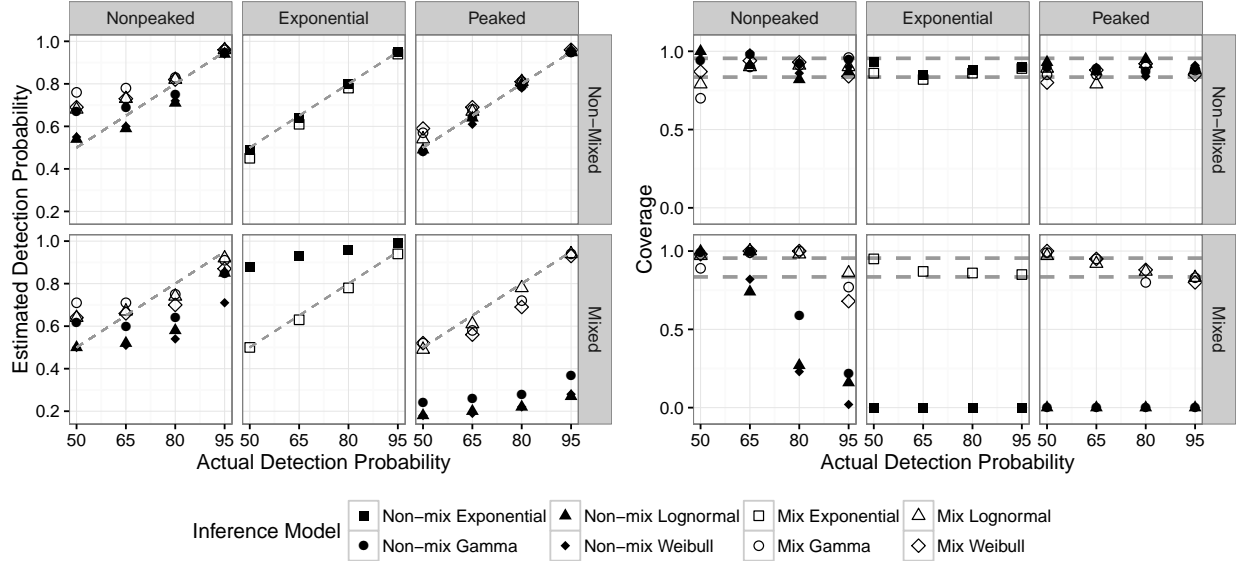 Nonpeaked Exponential Peaked
1.0
0.8
0.6
0.4
0.2
Non−Mixed
1.0
0.8
0.6
0.4
0.2
Mixed
50 65 80 95 50 65 80 95 50 65 80 95
Actual Detection Probability
Estimated Detection Probability
Nonpeaked Exponential Peaked
1.0
0.5
0.0
Non−Mixed
1.0
0.5
0.0
Mixed
50 65 80 95 50 65 80 95 50 65 80 95
Actual Detection Probability
Coverage
Inference Model
Non−mix Exponential Non−mix Lognormal Mix Exponential Mix Lognormal
Non−mix Gamma Non−mix Weibull Mix Gamma Mix Weibull